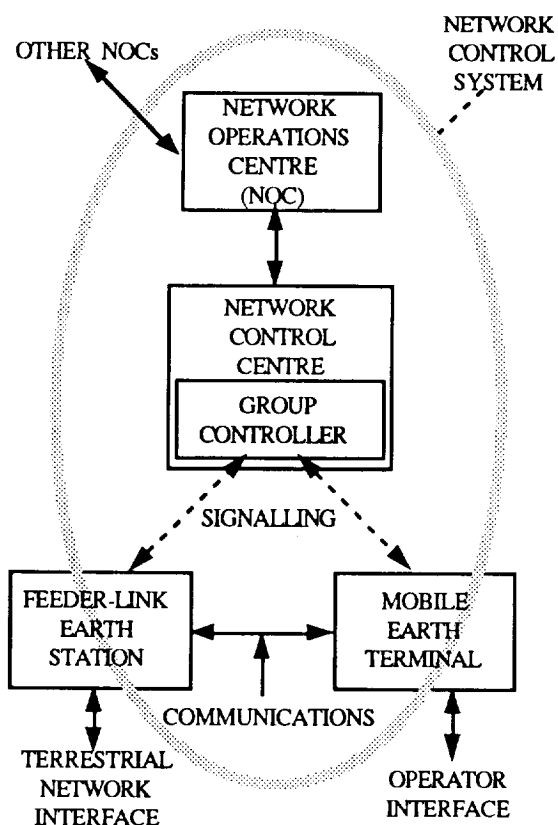 OTHER NOCs
NETWORK
CONTROL
SYSTEM
NETWORK
OPERATIONS
CENTRE
(NOC)
NETWORK
CONTROL
CENTRE
GROUP
CONTROLLER
SIGNALLING
FEEDER-LINK
EARTH
STATION
MOBILE
EARTH
TERMINAL
COMMUNICATIONS
TERRESTRIAL
NETWORK
INTERFACE
OPERATOR
INTERFACE